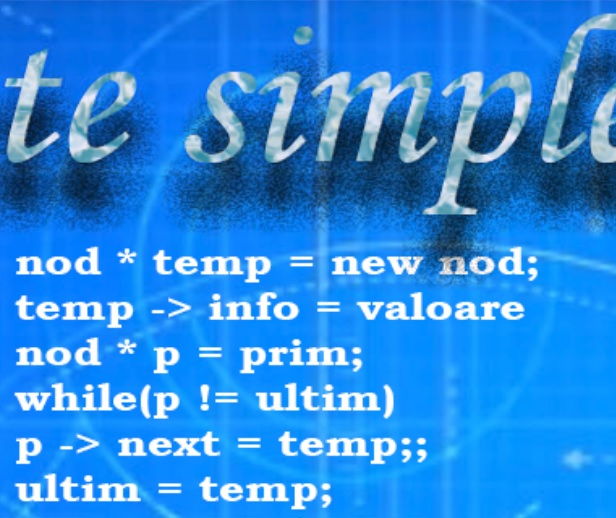 te simple
nod * temp = new nod;
temp -> info = valoare
nod * p = prim;
while(p != ultim)
p -> next = temp;;
ultim = temp;